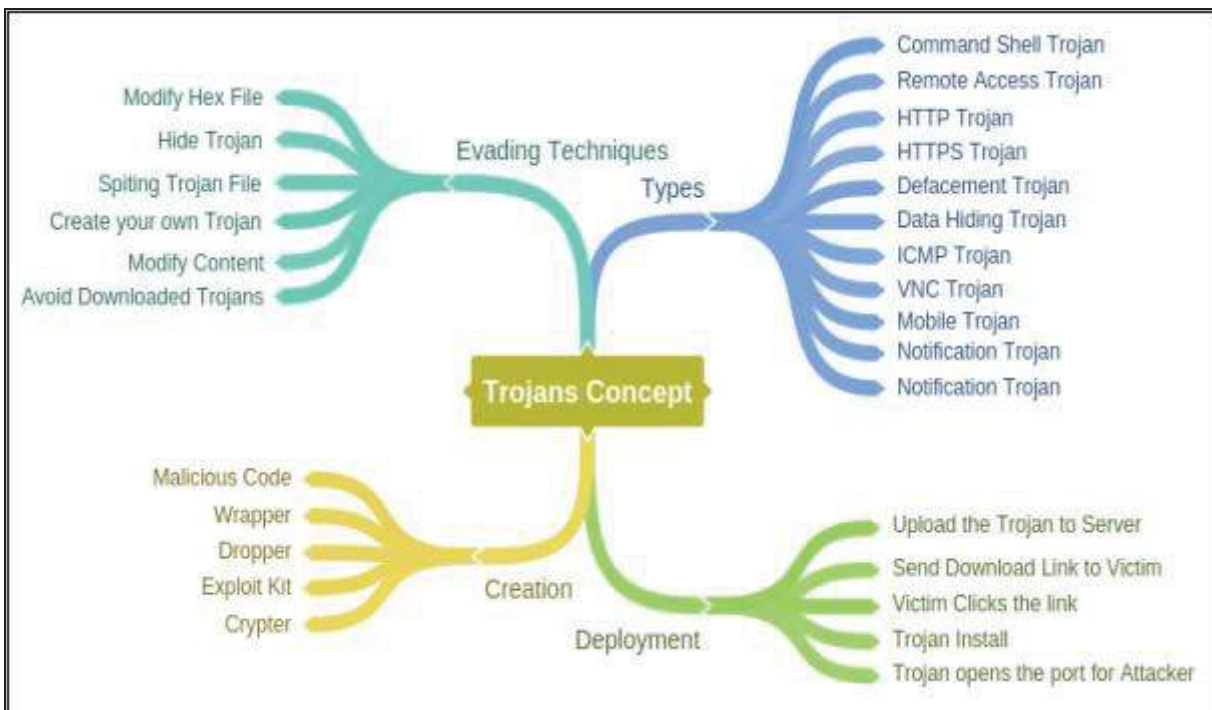 Modify Hex File
Hide Trojan
Spiting Trojan File
Create your own Trojan
Modify Content
Avoid Downloaded Trojans
Evading Techniques
Types
Command Shell Trojan
Remote Access Trojan
HTTP Trojan
HTTPS Trojan
Defacement Trojan
Data Hiding Trojan
ICMP Trojan
VNC Trojan
Mobile Trojan
Notification Trojan
Notification Trojan
Trojans Concept
Malicious Code
Wrapper
Dropper
Exploit Kit
Crypter
Creation
Deployment
Upload the Trojan to Server
Send Download Link to Victim
Victim Clicks the link
Trojan Install
Trojan opens the port for Attacker